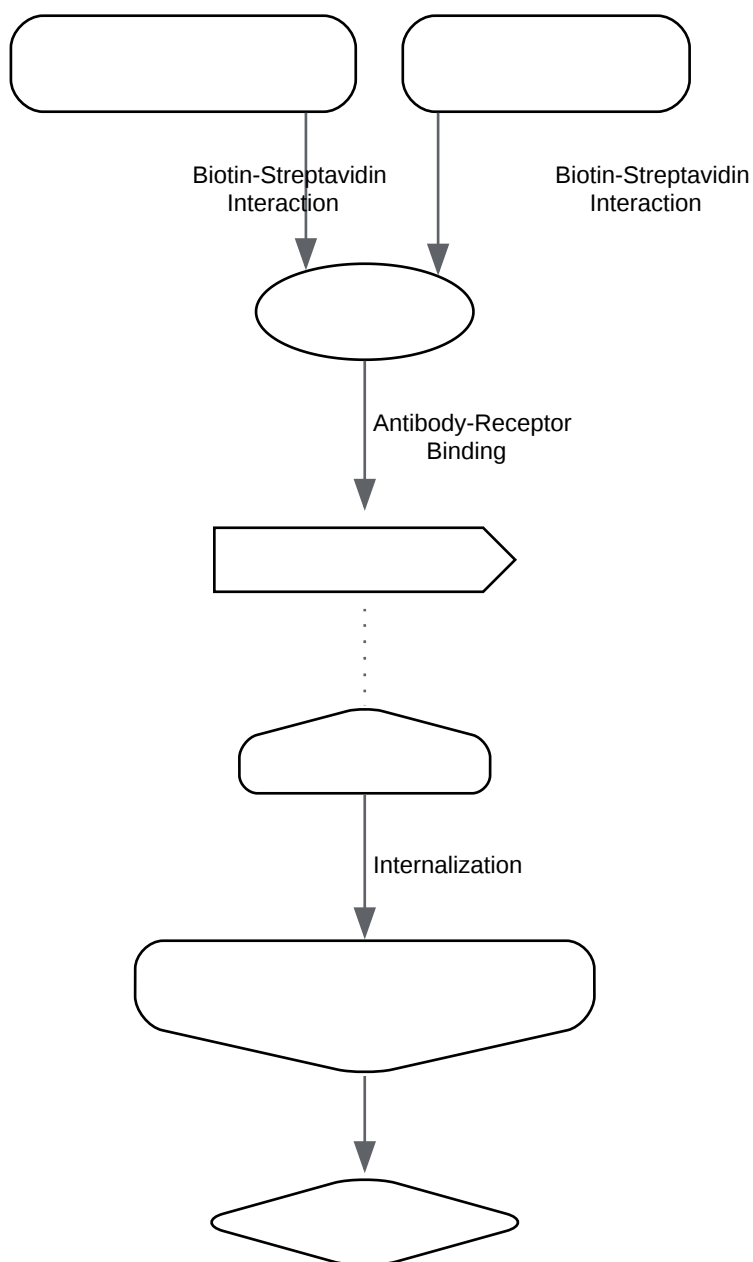 Biotin-Streptavidin
Interaction
Biotin-Streptavidin
Interaction
Antibody-Receptor
Binding
Internalization